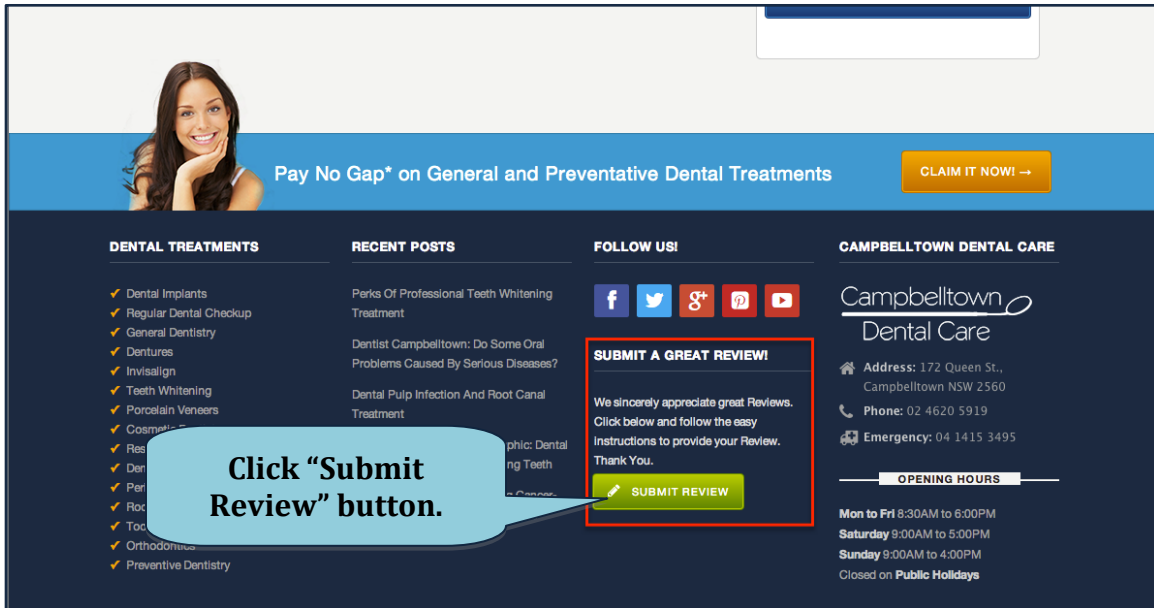 Pay No Gap* on General and Preventative Dental Treatments
CLAIM IT NOW! →
DENTAL TREATMENTS
✔ Dental Implants
✔ Regular Dental Checkup
✔ General Dentistry
✔ Dentures
✔ Invisalign
✔ Teeth Whitening
✔ Porcelain Veneers
✔ Orthodontics
✔ Preventive Dentistry
RECENT POSTS
Perks Of Professional Teeth Whitening
Treatment
Dentist Campbelltown: Do Some Oral
Problems Caused By Serious Diseases?
Dental Pulp Infection And Root Canal
Treatment
Dental
Teeth
Click “Submit
Review” button.
FOLLOW US!
SUBMIT A GREAT REVIEW!
We sincerely appreciate great Reviews.
Click below and follow the easy
instructions to provide your Review.
Thank You.
SUBMIT REVIEW
CAMPBELLTOWN DENTAL CARE
Campbelltown
Dental Care
Address: 172 Queen St.,
Campbelltown NSW 2560
Phone: 02 4620 5919
Emergency: 04 1415 3495
OPENING HOURS
Mon to Fri 8:30AM to 6:00PM
Saturday 9:00AM to 5:00PM
Sunday 9:00AM to 4:00PM
Closed on Public Holidays